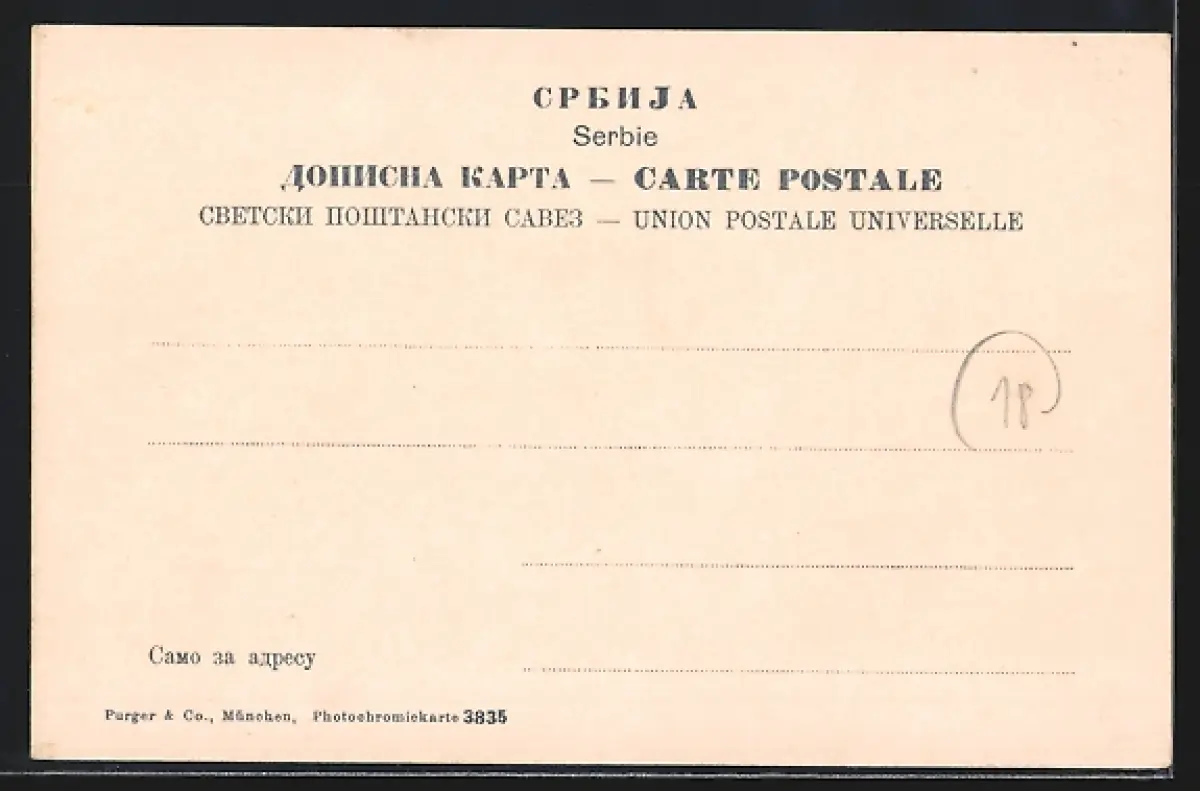 СРБИЈА
Serbie
ДОПИСНА КАРТА — CARTE POSTALE
СВЕТСКИ ПОШТАНСКИ САВЕЗ — UNION POSTALE UNIVERSELLE
18
Само за адресу
Purger & Co., München, Photochromiekarte 3835